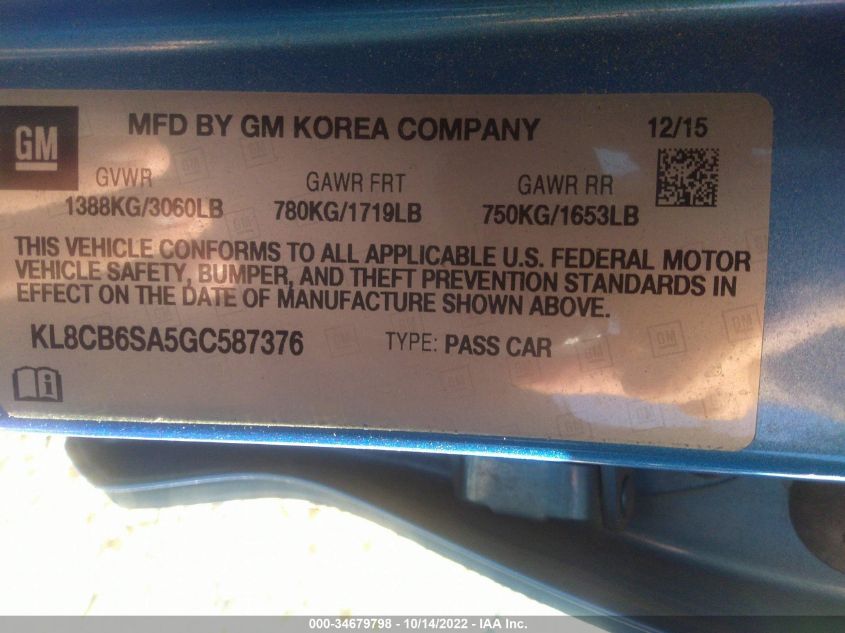 GM
MFD BY GM KOREA COMPANY 12/15
GVWR GAWR FRT GAWR RR
1388KG/3060LB 780KG/1719LB 750KG/1653LB
THIS VEHICLE CONFORMS TO ALL APPLICABLE U.S. FEDERAL MOTOR
VEHICLE SAFETY, BUMPER, AND THEFT PREVENTION STANDARDS IN
EFFECT ON THE DATE OF MANUFACTURE SHOWN ABOVE.
KL8CB6SA5GC587376 TYPE: PASS CAR
000-34679798 - 10/14/2022 - IAA Inc.